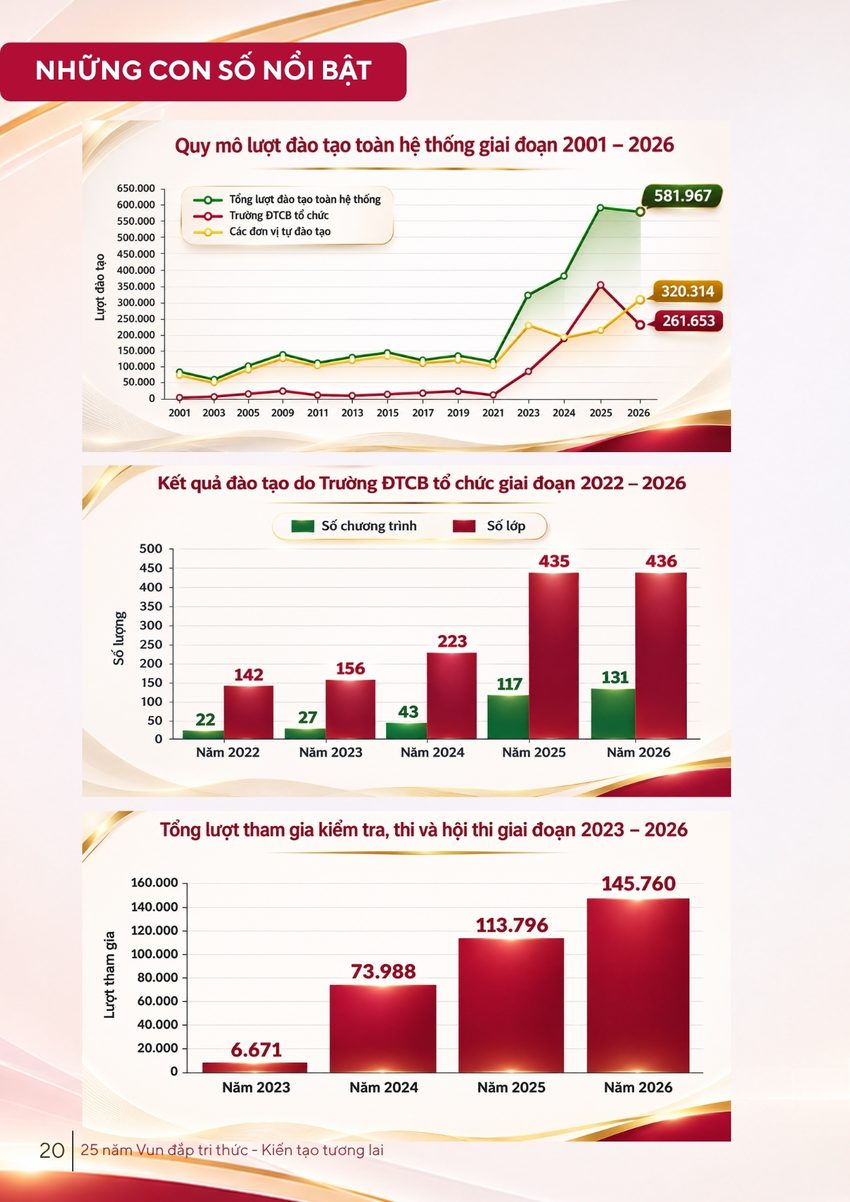 NHỮNG CON SỐ NỔI BẬT
Quy mô lượt đào tạo toàn hệ thống giai đoạn 2001 – 2026
Tổng lượt đào tạo toàn hệ thống
Trường ĐTCB tổ chức
Các đơn vị tự đào tạo
Lượt đào tạo
650.000
600.000
550.000
500.000
450.000
400.000
350.000
300.000
250.000
200.000
150.000
100.000
50.000
0
581.967
320.314
261.653
2001 2003 2005 2009 2011 2013 2015 2017 2019 2021 2023 2024 2025 2026
Kết quả đào tạo do Trường ĐTCB tổ chức giai đoạn 2022 – 2026
Số chương trình Số lớp
Số lượng
500
450
400
350
300
250
200
150
100
50
0
22 142 27 156 43 223 117 435 131 436
Năm 2022 Năm 2023 Năm 2024 Năm 2025 Năm 2026
Tổng lượt tham gia kiểm tra, thi và hội thi giai đoạn 2023 – 2026
Lượt tham gia
160.000
140.000
120.000
100.000
80.000
60.000
40.000
20.000
0
6.671 73.988 113.796 145.760
Năm 2023 Năm 2024 Năm 2025 Năm 2026
20 25 năm Vun đắp tri thức - Kiến tạo tương lai